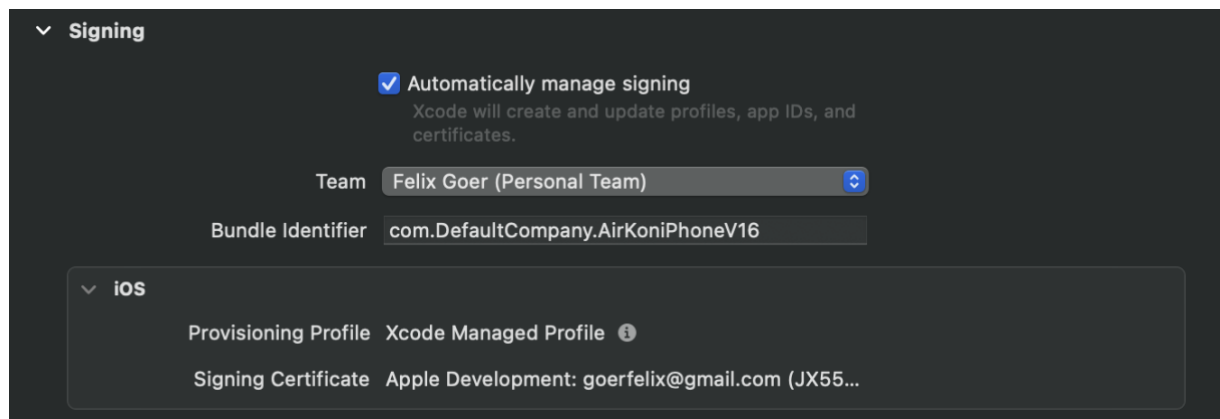 Signing
Automatically manage signing
Xcode will create and update profiles, app IDs, and
certificates.
Team Felix Goer (Personal Team)
Bundle Identifier com.DefaultCompany.AirKoniPhoneV16
iOS
Provisioning Profile Xcode Managed Profile
Signing Certificate Apple Development: goerfelix@gmail.com (JX55...